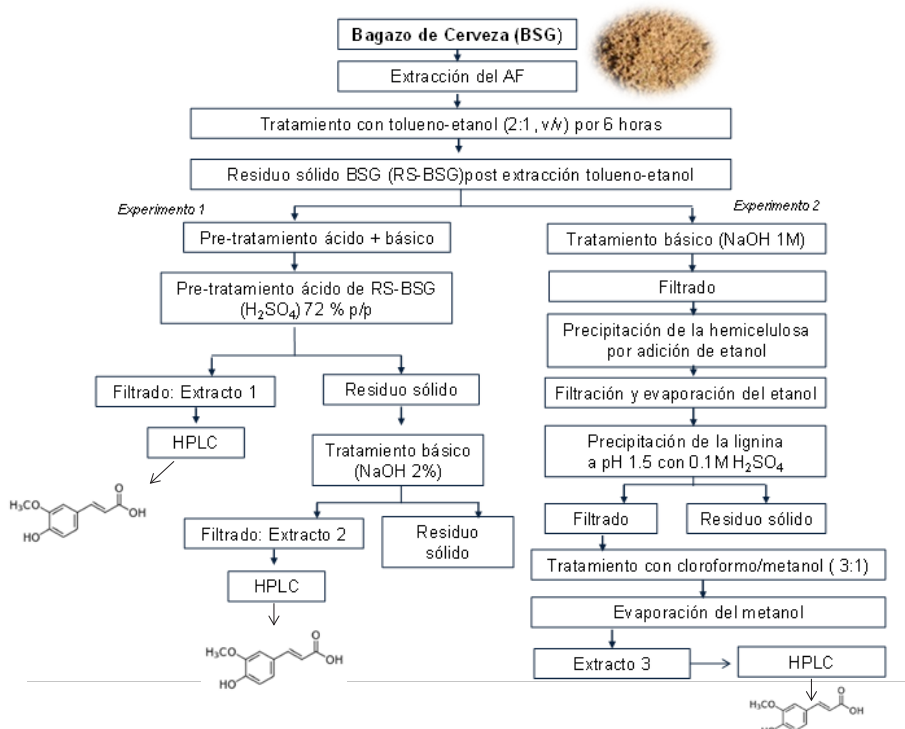 Bagazo de Cerveza (BSG)
Extracción del AF
Tratamiento con tolueno-etanol (2:1, v/v) por 6 horas
Residuo sólido BSG (RS-BSG)post extracción tolueno-etanol
Experimento 1
Pre-tratamiento ácido + básico
Pre-tratamiento ácido de RS-BSG
(H₂SO₄) 72 % p/p
Filtrado: Extracto 1
Residuo sólido
HPLC
H₃CO
HO
O
OH
Tratamiento básico
(NaOH 2%)
Filtrado: Extracto 2
Residuo
sólido
HPLC
H₃CO
HO
O
OH
Experimento 2
Tratamiento básico (NaOH 1M)
Filtrado
Precipitación de la hemicelulosa
por adición de etanol
Filtración y evaporación del etanol
Precipitación de la lignina
a pH 1.5 con 0.1M H₂SO₄
Filtrado
Residuo sólido
Tratamiento con cloroformo/metanol ( 3:1)
Evaporación del metanol
Extracto 3
HPLC
H₃CO
O
OH